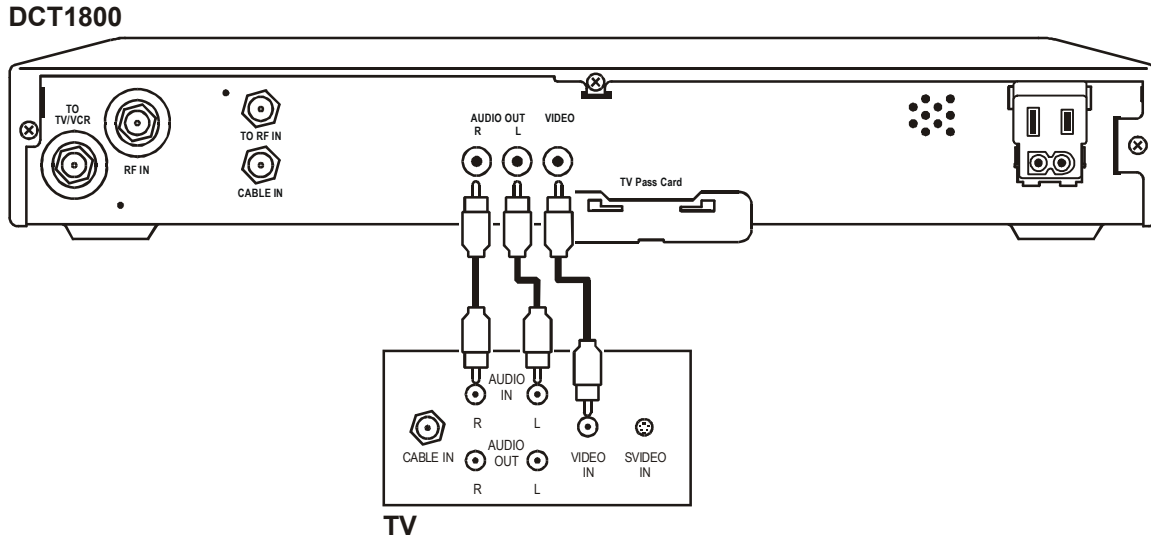 DCT1800
TO
TV/VCR
RF IN
TO RF IN
CABLE IN
AUDIO OUT
R L
VIDEO
TV Pass Card
AUDIO
IN
R L
CABLE IN
AUDIO
OUT
R L
VIDEO
IN
SVIDEO
IN
TV